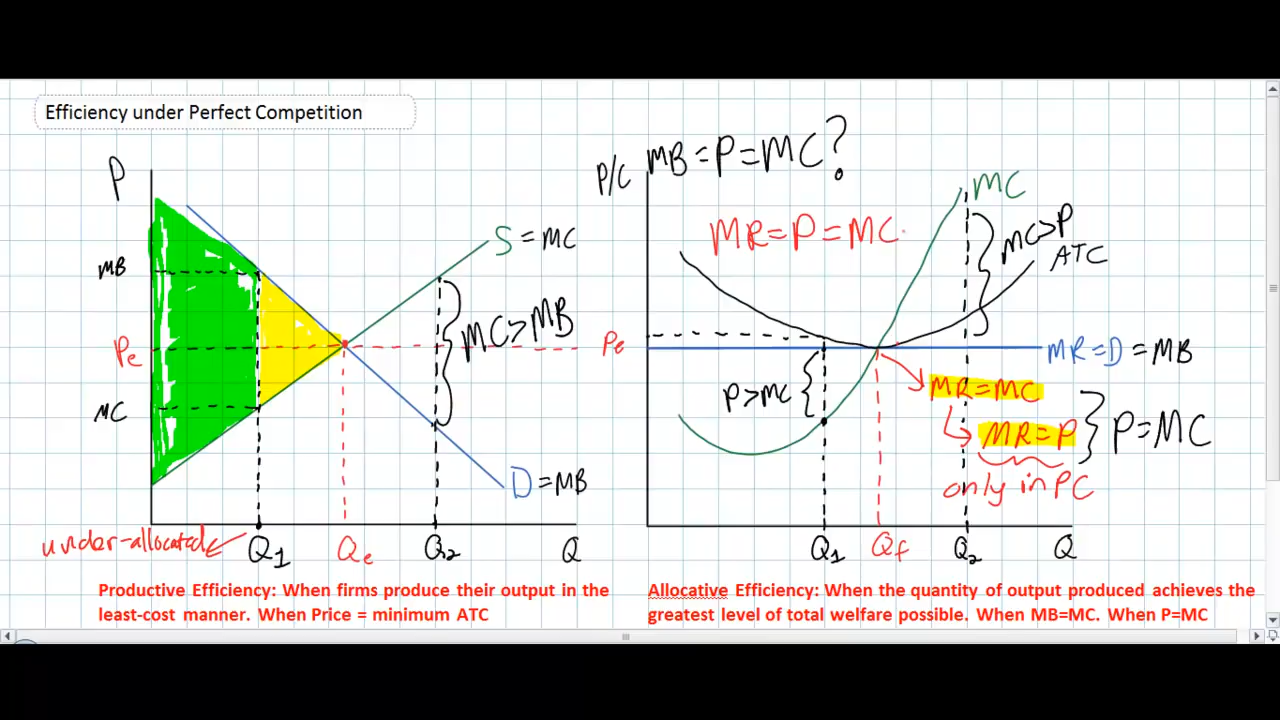 Efficiency under Perfect Competition
P
MB
Pe
MC
S = MC
MC > MB
D = MB
under-allocated
Q1
Qe
Q2
Q
P/C
MB = P = MC?
MR = P = MC
MC
MC > P
ATC
Pe
MR = D = MB
P > MC
MR = MC
MR = P
P = MC
only in PC
Q1
Qf
Q2
Q
Productive Efficiency: When firms produce their output in the
least-cost manner. When Price = minimum ATC
Allocative Efficiency: When the quantity of output produced achieves the
greatest level of total welfare possible. When MB=MC. When P=MC